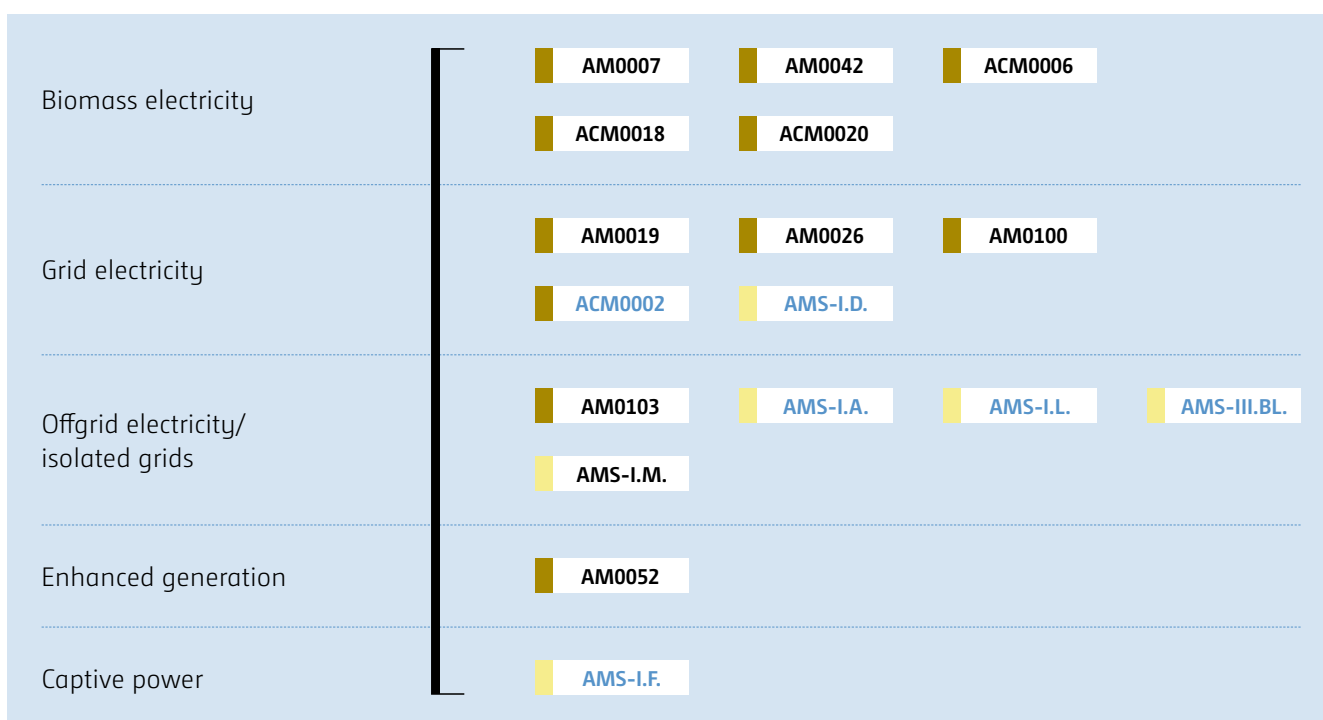 Biomass electricity
AM0007 AM0042 ACM0006
ACM0018 ACM0020
Grid electricity
AM0019 AM0026 AM0100
ACM0002 AMS-I.D.
Offgrid electricity/
isolated grids
AM0103 AMS-I.A. AMS-I.L. AMS-III.BL.
AMS-I.M.
Enhanced generation
AM0052
Captive power
AMS-I.F.